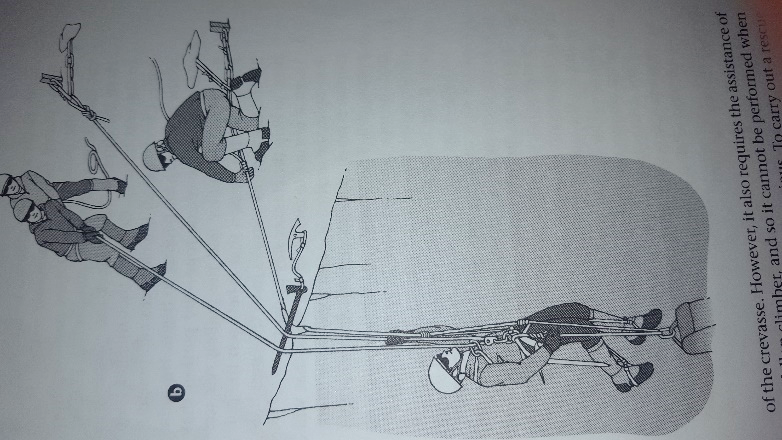 b
of the crevasse. However, it also requires the assistance of
climber, and so it cannot be performed when
To carry out a rescue